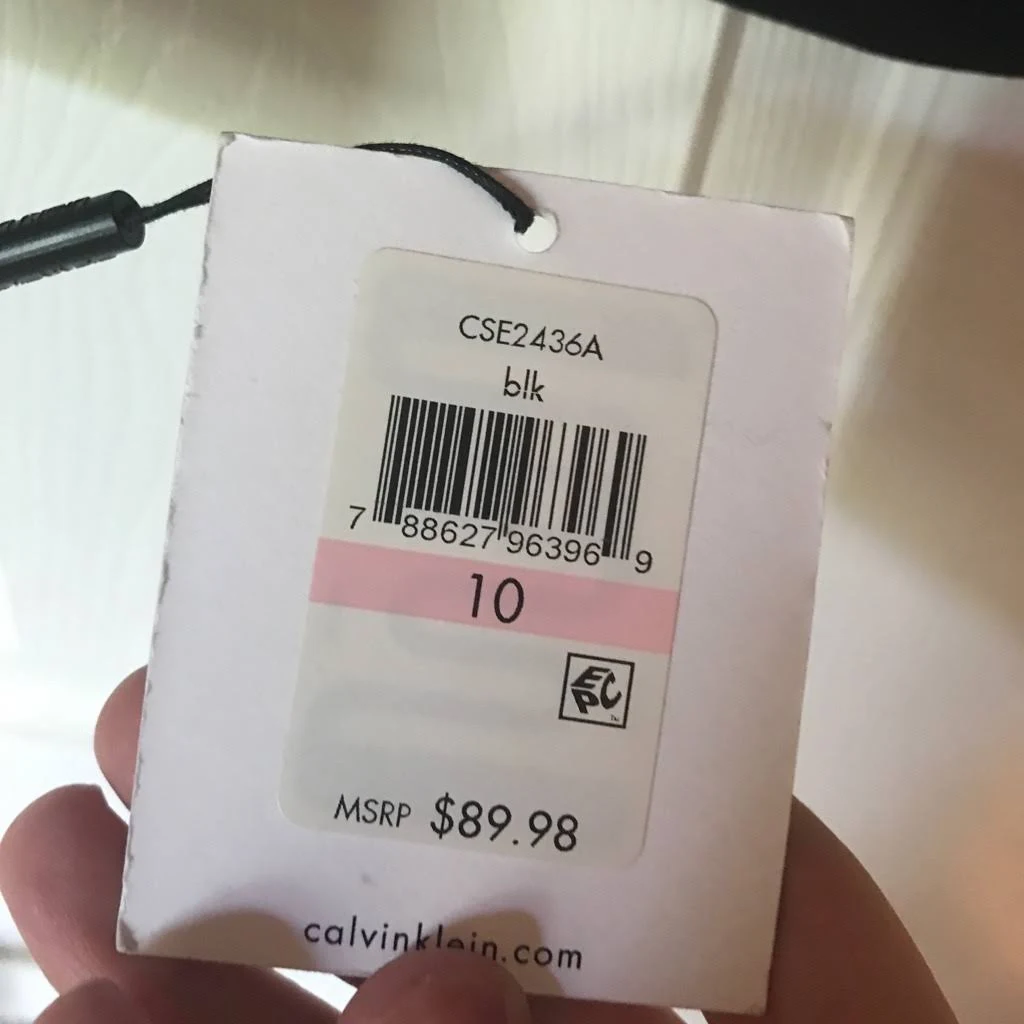 CSE2436A
blk
7 88627 96396 9
10
EPC
MSRP $89.98
calvinklein.com